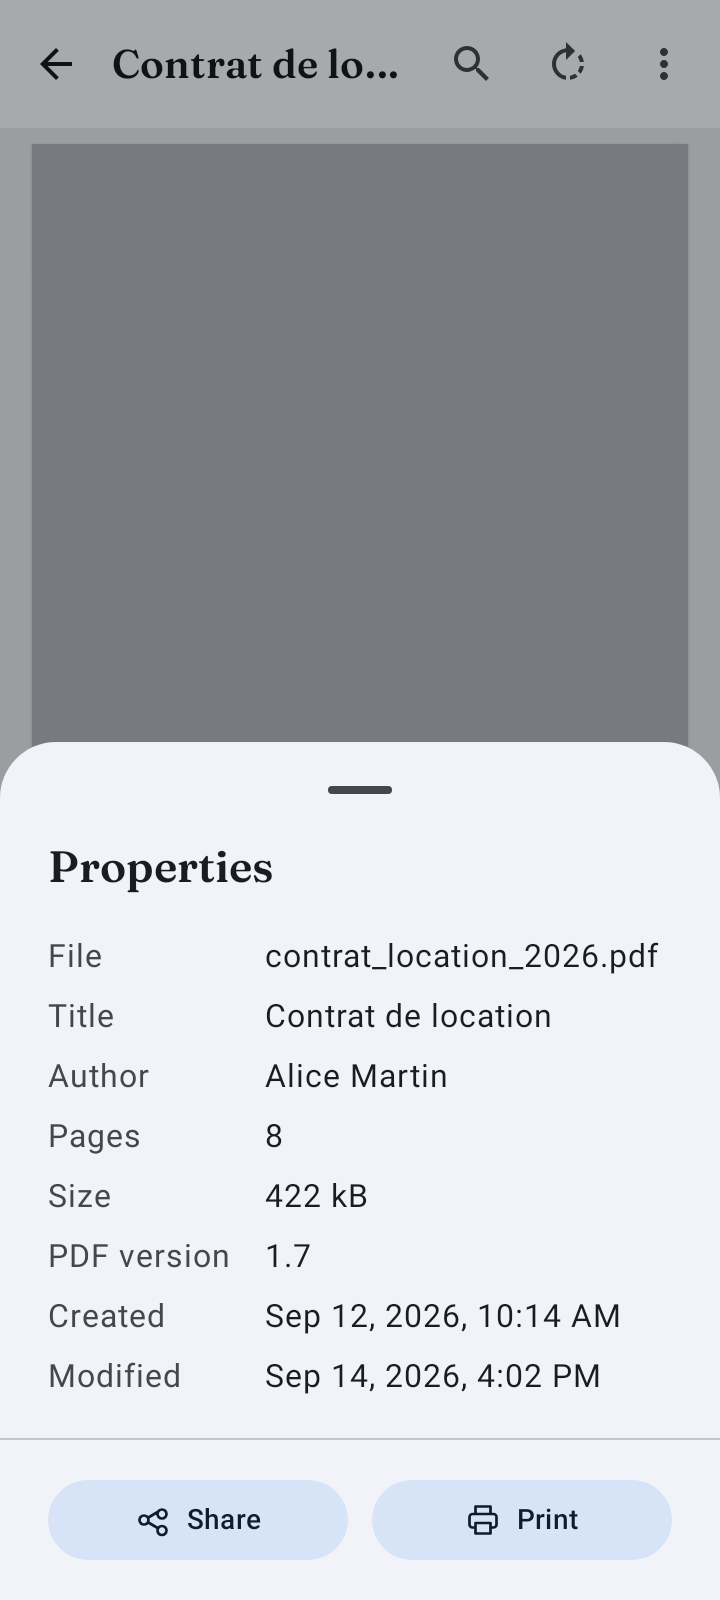 Contrat de lo...
Properties
File contrat_location_2026.pdf
Title Contrat de location
Author Alice Martin
Pages 8
Size 422 kB
PDF version 1.7
Created Sep 12, 2026, 10:14 AM
Modified Sep 14, 2026, 4:02 PM
Share Print